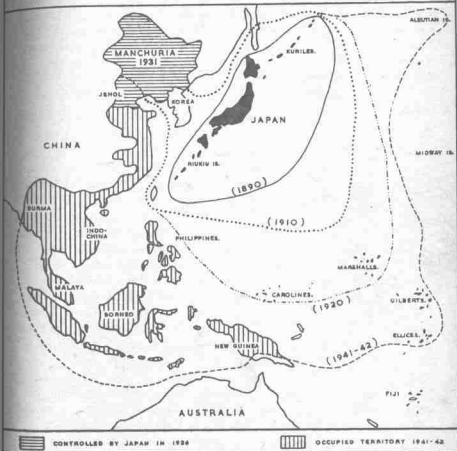 ALEUTIAN IS.
MANCHURIA
1931
KURILES.
JEHOL
KOREA
JAPAN
CHINA
MIDWAY IS.
RIUKIU IS.
(1890)
BURMA
(1910)
INDO-
CHINA
PHILIPPINES.
MARSHALLS.
MALAYA
CAROLINES.
GILBERTS.
(1920)
BORNEO
ELLICES.
NEW GUINEA
(1941-42)
FIJI
AUSTRALIA
CONTROLLED BY JAPAN IN 1936
OCCUPIED TERRITORY 1941-42